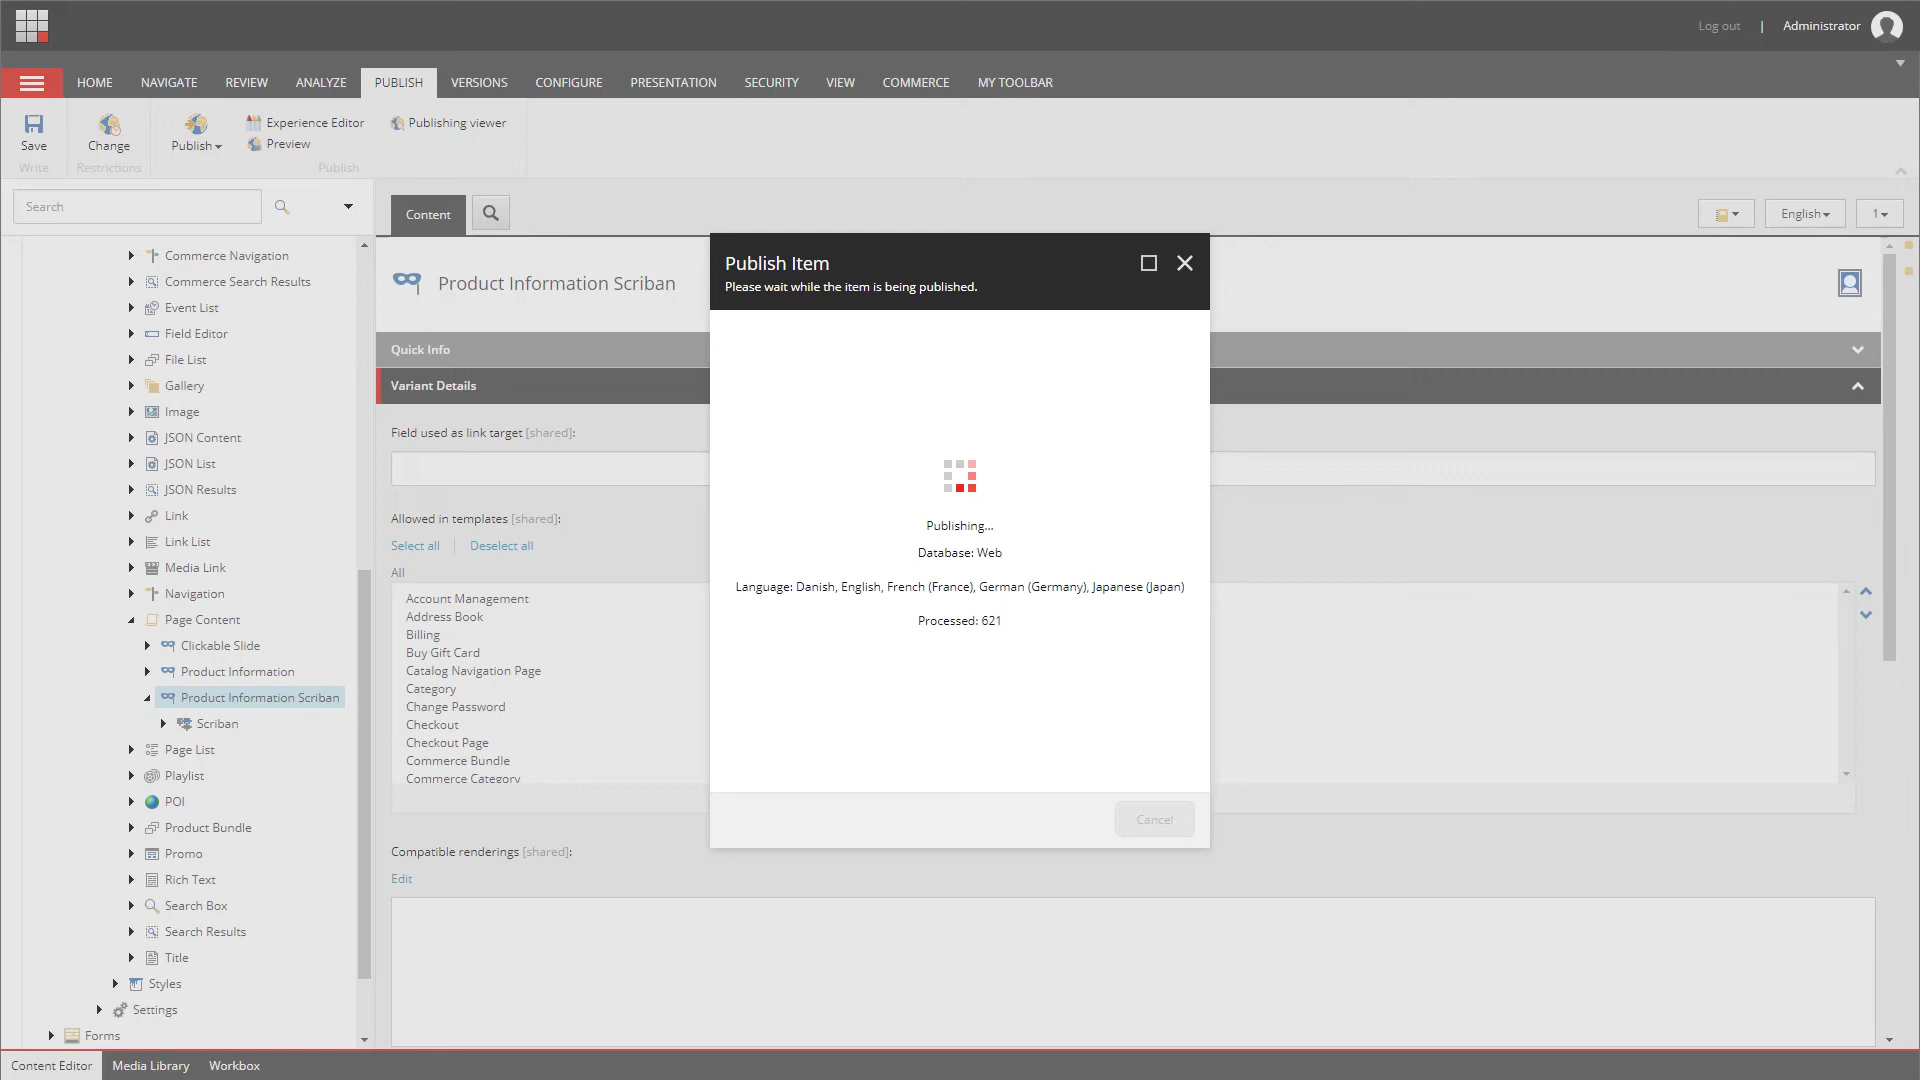 Log out | Administrator
HOME NAVIGATE REVIEW ANALYZE PUBLISH VERSIONS CONFIGURE PRESENTATION SECURITY VIEW COMMERCE MY TOOLBAR
Save
Write
Change
Restrictions
Publish
Experience Editor
Preview
Publishing viewer
Publish
Search
Commerce Navigation
Commerce Search Results
Event List
Field Editor
File List
Gallery
Image
JSON Content
JSON List
JSON Results
Link
Link List
Media Link
Navigation
Page Content
Clickable Slide
Product Information
Product Information Scriban
Scriban
Page List
Playlist
POI
Product Bundle
Promo
Rich Text
Search Box
Search Results
Title
Styles
Settings
Forms
Content
English
1
Product Information Scriban
Quick Info
Variant Details
Field used as link target [shared]:
Allowed in templates [shared]:
Select all
Deselect all
All
Account Management
Address Book
Billing
Buy Gift Card
Catalog Navigation Page
Category
Change Password
Checkout
Checkout Page
Commerce Bundle
Commerce Category
Compatible renderings [shared]:
Edit
Publish Item
Please wait while the item is being published.
Publishing...
Database: Web
Language: Danish, English, French (France), German (Germany), Japanese (Japan)
Processed: 621
Cancel
Content Editor
Media Library
Workbox